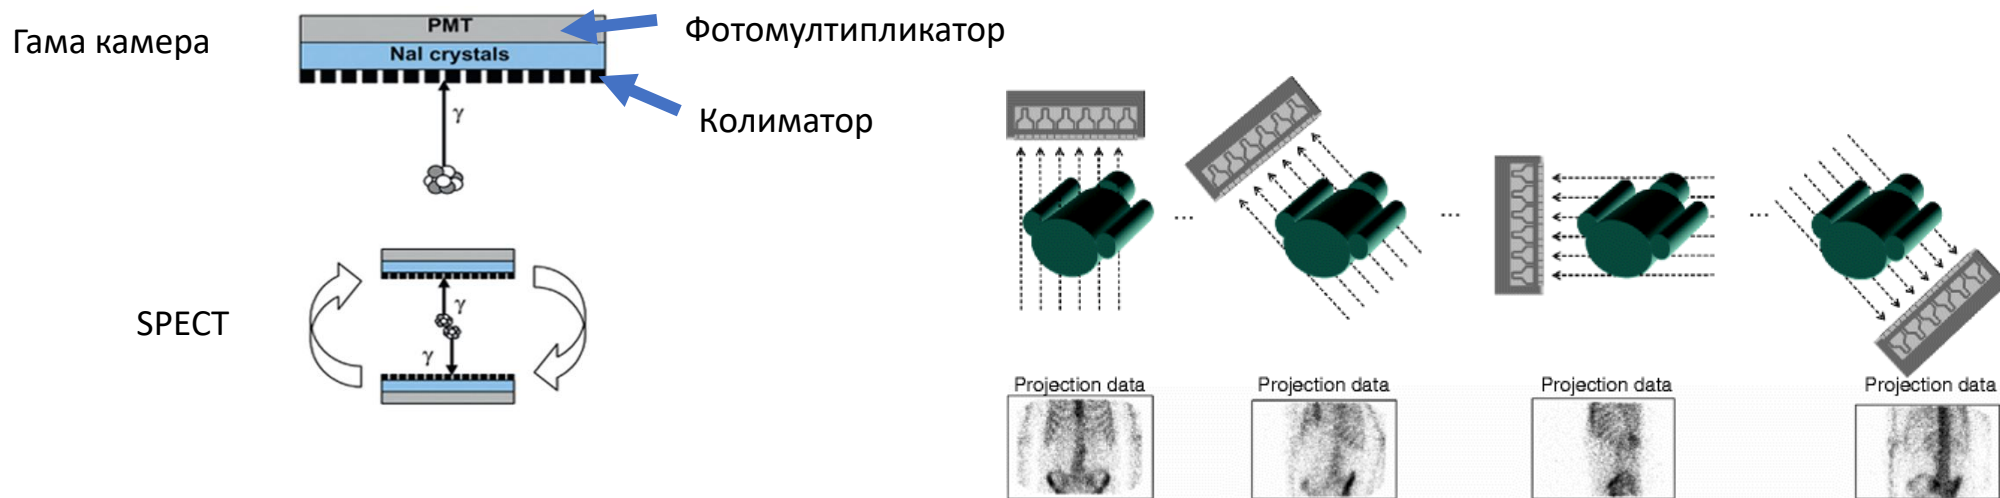 Гама камера
PMT
NaI crystals
Фотомултипликатор
Колиматор
γ
SPECT
γ
γ
...
...
...
Projection data
Projection data
Projection data
Projection data